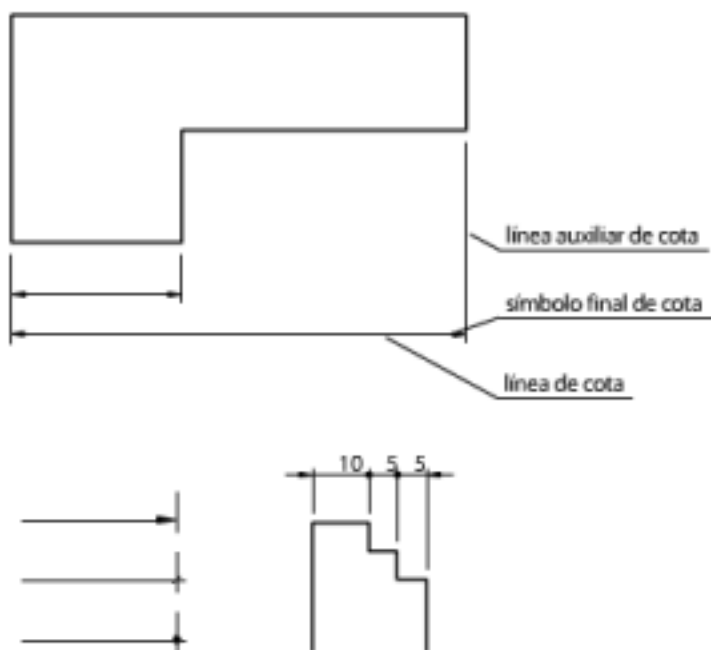 línea auxiliar de cota
símbolo final de cota
línea de cota
10 5 5